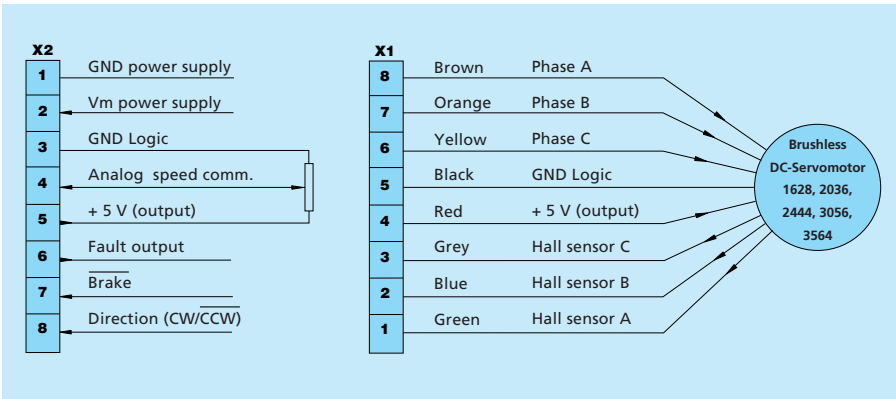 X2
1 GND power supply
2 Vm power supply
3 GND Logic
4 Analog speed comm.
5 + 5 V (output)
6 Fault output
7 Brake
8 Direction (CW/CCW)
X1
8 Brown Phase A
7 Orange Phase B
6 Yellow Phase C
5 Black GND Logic
4 Red + 5 V (output)
3 Grey Hall sensor C
2 Blue Hall sensor B
1 Green Hall sensor A
Brushless
DC-Servomotor
1628, 2036,
2444, 3056,
3564